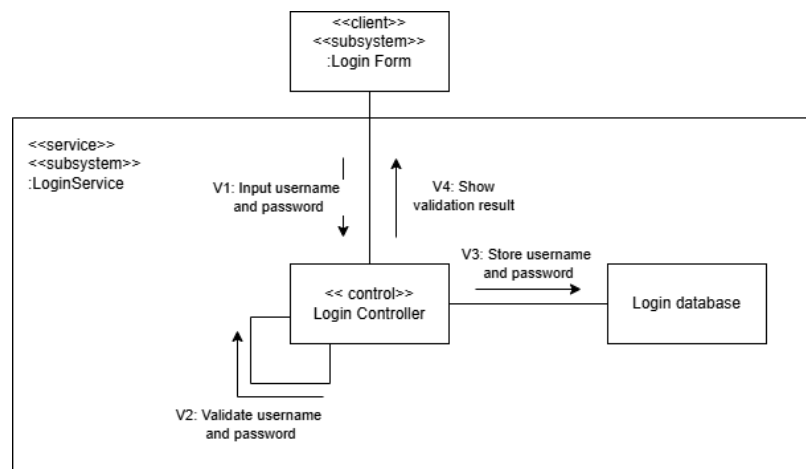 <<client>>
<<subsystem>>
:Login Form
<<service>>
<<subsystem>>
:LoginService
V1: Input username
and password
V4: Show
validation result
V3: Store username
and password
<< control>>
Login Controller
Login database
V2: Validate username
and password